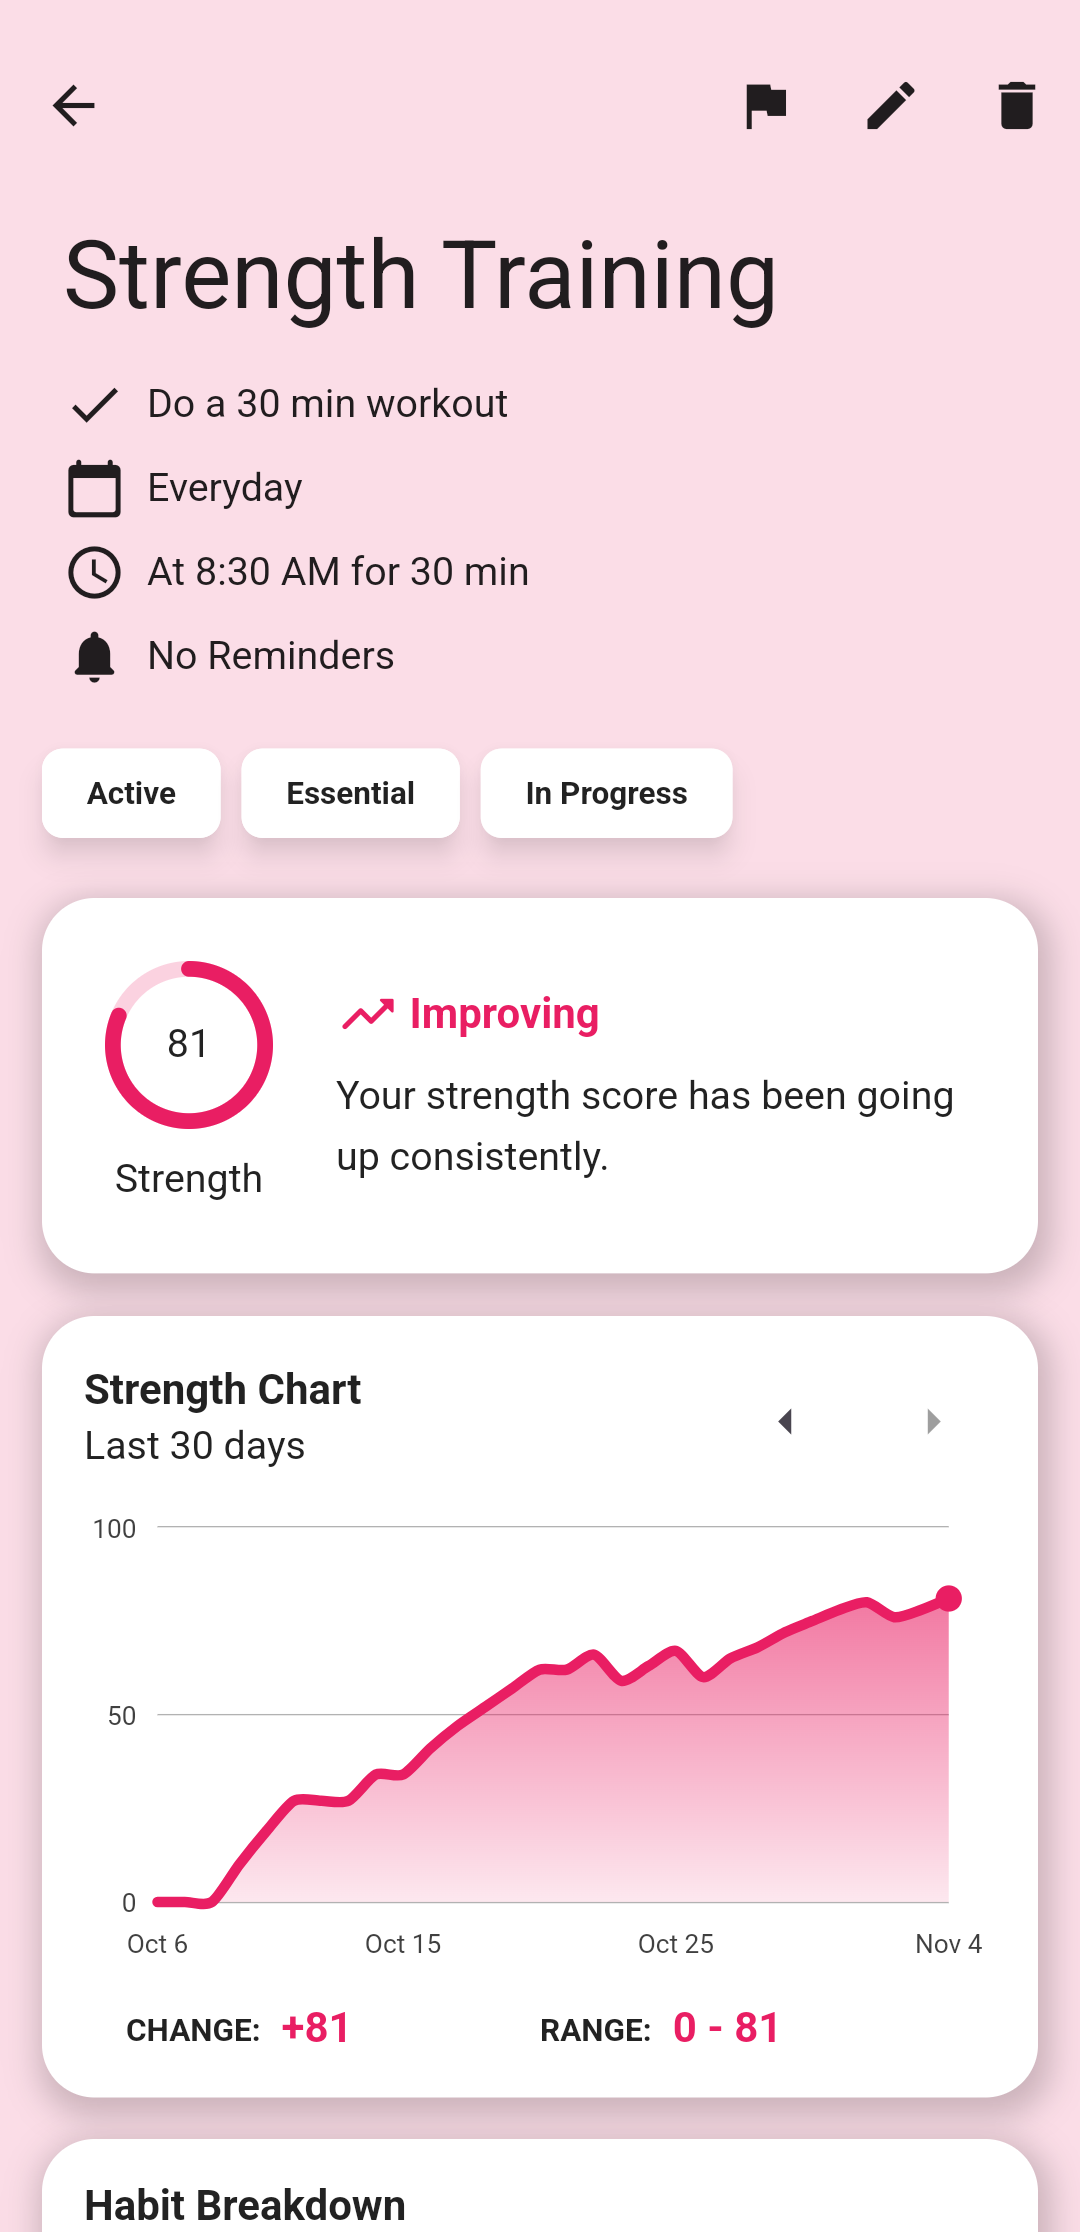 Strength Training
Do a 30 min workout
Everyday
At 8:30 AM for 30 min
No Reminders
Active Essential In Progress
81
Strength
Improving
Your strength score has been going
up consistently.
Strength Chart
Last 30 days
100
50
0
Oct 6 Oct 15 Oct 25 Nov 4
CHANGE: +81 RANGE: 0 - 81
Habit Breakdown